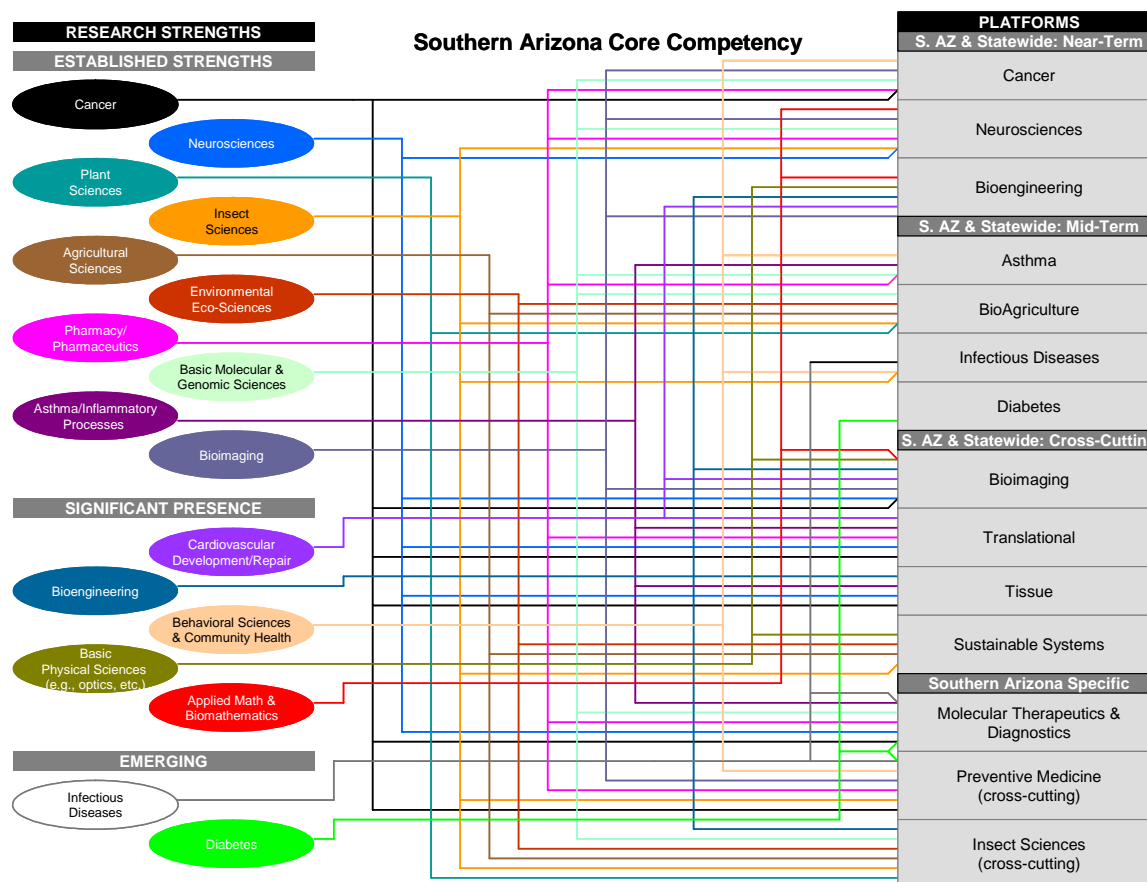 RESEARCH STRENGTHS
ESTABLISHED STRENGTHS
Cancer
Neurosciences
Plant
Sciences
Insect
Sciences
Agricultural
Sciences
Environmental
Eco-Sciences
Pharmacy/
Pharmaceutics
Basic Molecular &
Genomic Sciences
Asthma/Inflammatory
Processes
Bioimaging
SIGNIFICANT PRESENCE
Cardiovascular
Development/Repair
Bioengineering
Behavioral Sciences
& Community Health
Basic
Physical Sciences
(e.g., optics, etc.)
Applied Math &
Biomathematics
EMERGING
Infectious
Diseases
Diabetes
Southern Arizona Core Competency
PLATFORMS
S. AZ & Statewide: Near-Term
Cancer
Neurosciences
Bioengineering
S. AZ & Statewide: Mid-Term
Asthma
BioAgriculture
Infectious Diseases
Diabetes
S. AZ & Statewide: Cross-Cuttin
Bioimaging
Translational
Tissue
Sustainable Systems
Southern Arizona Specific
Molecular Therapeutics &
Diagnostics
Preventive Medicine
(cross-cutting)
Insect Sciences
(cross-cutting)